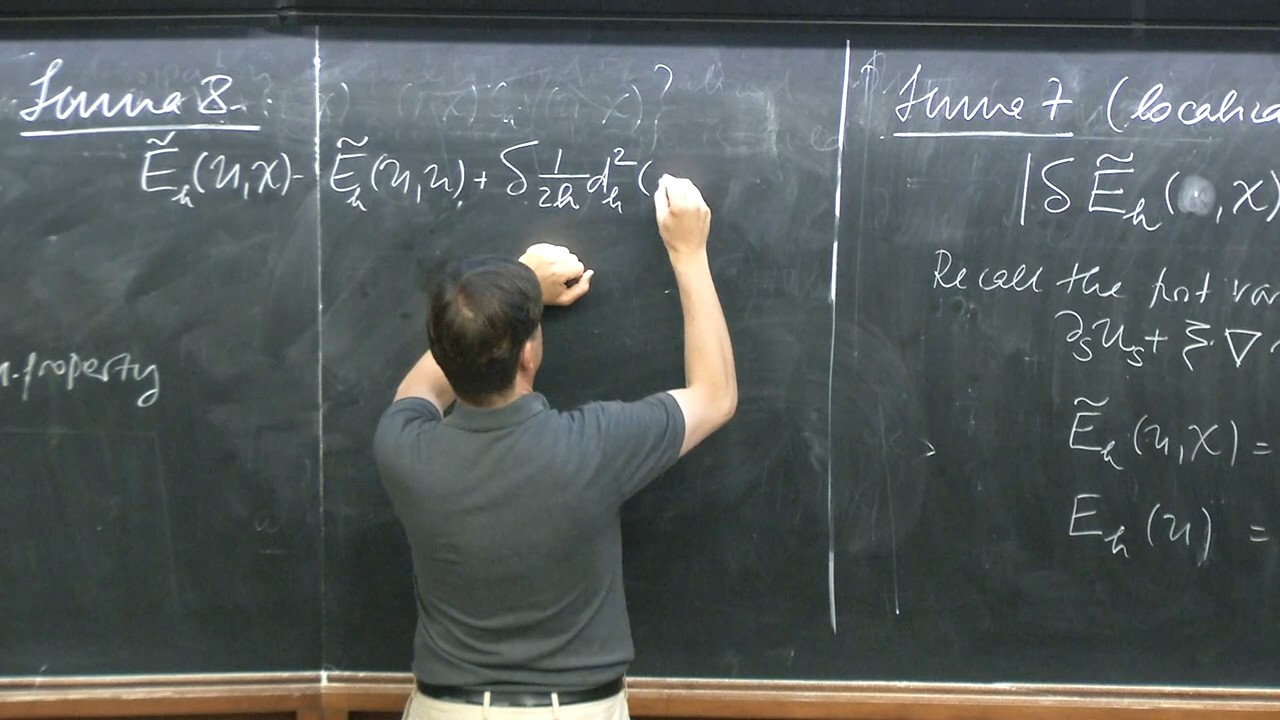 Lemma 8.
Ẽ_h(u,χ) - Ẽ_h(u,u) + δ 1/2h d_h^2 (
-property
Lemma 7 (localiza
|δ Ẽ_h( ,χ)
Recall the first var
∂_s u_s + ξ·∇
Ẽ_h(u,χ) =
E_h(u) =